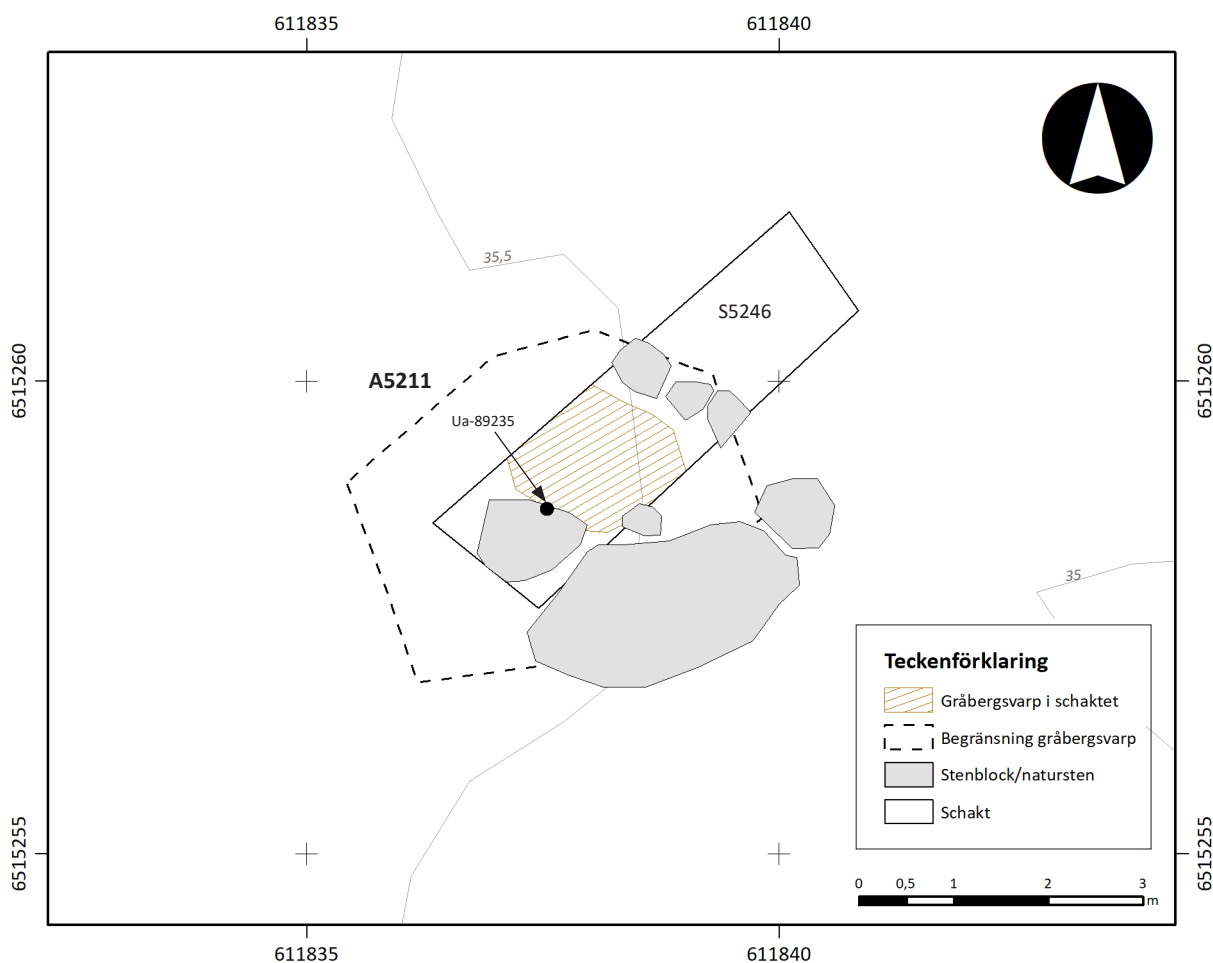 611835
611840
35,5
S5246
6515260
A5211
6515260
Ua-89235
35
Teckenförklaring
Gråbergsvarp i schaktet
Begränsning gråbergsvarp
Stenblock/natursten
Schakt
6515255
6515255
0 0,5 1 2 3
m
611835
611840